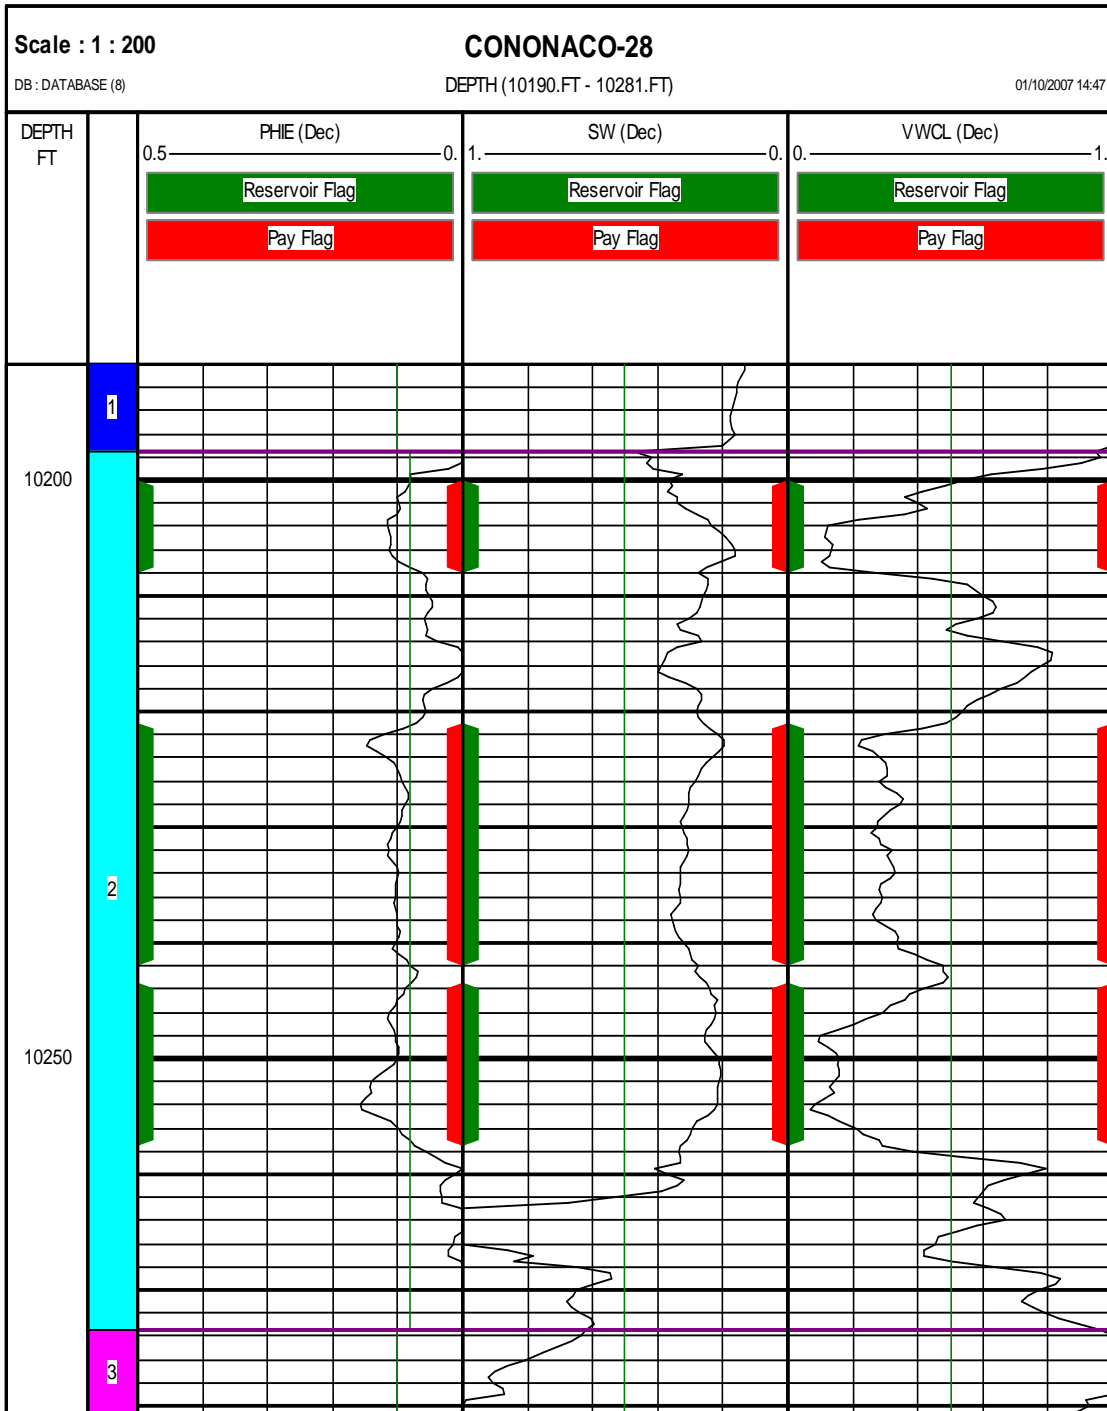 Scale : 1 : 200
CONONACO-28
DB : DATABASE (8)
DEPTH (10190.FT - 10281.FT)
01/10/2007 14:47
DEPTH
FT
PHIE (Dec)
0.5
0.
Reservoir Flag
Pay Flag
SW (Dec)
1.
0.
Reservoir Flag
Pay Flag
VWCL (Dec)
0.
1.
Reservoir Flag
Pay Flag
1
10200
2
10250
3